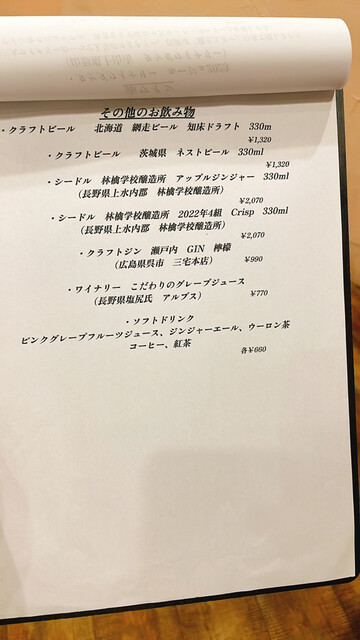 その他のお飲み物
・クラフトビール 北海道 網走ビール 知床ドラフト 330m
¥1,320
・クラフトビール 茨城県 ネストビール 330ml
¥1,320
・シードル 林檎学校醸造所 アップルジンジャー 330ml
(長野県上水内郡 林檎学校醸造所)
¥2,070
・シードル 林檎学校醸造所 2022年4組 Crisp 330ml
(長野県上水内郡 林檎学校醸造所)
¥2,070
・クラフトジン 瀬戸内 GIN 檸檬
(広島県呉市 三宅本店) ¥990
・ワイナリー こだわりのグレープジュース
(長野県塩尻氏 アルプス) ¥770
・ソフトドリンク
ピンクグレープフルーツジュース、ジンジャーエール、ウーロン茶
コーヒー、紅茶 各¥660